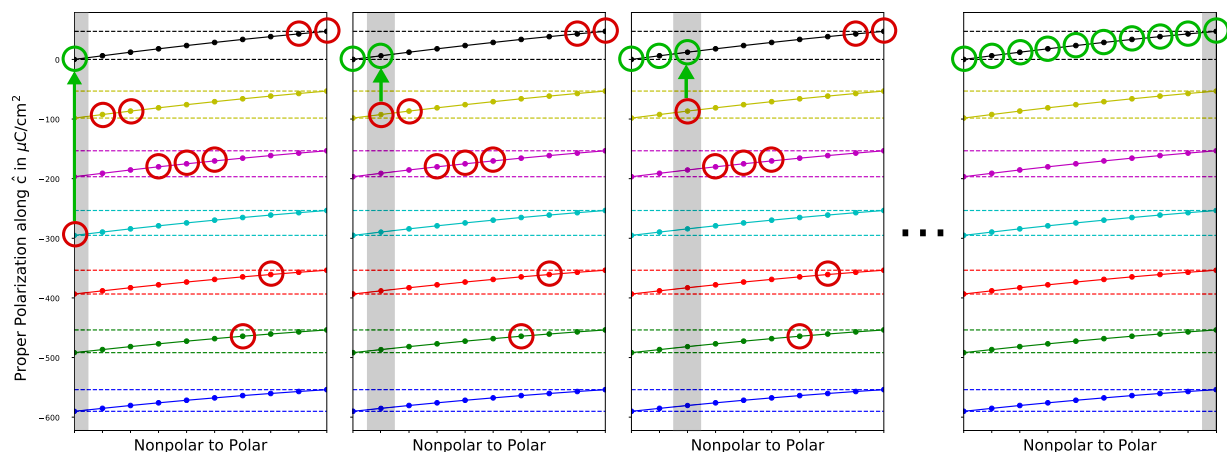 Proper Polarization along ĉ in μC/cm²
0
−100
−200
−300
−400
−500
−600
Nonpolar to Polar
Nonpolar to Polar
Nonpolar to Polar
...
Nonpolar to Polar